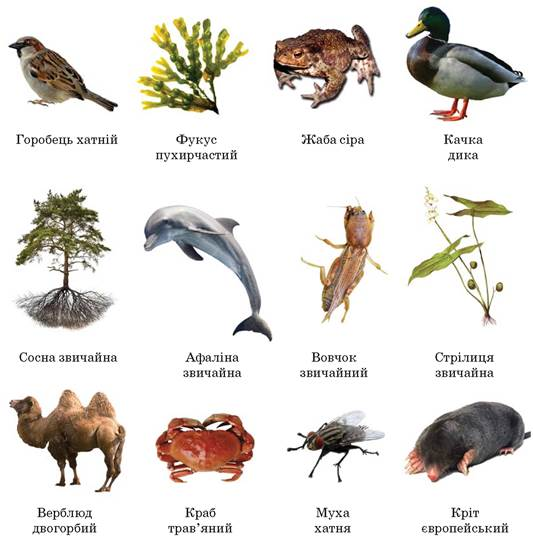 Горобець хатній
Фукус
пухирчастий
Жаба сіра
Качка
дика
Сосна звичайна
Афаліна
звичайна
Вовчок
звичайний
Стрілиця
звичайна
Верблюд
двогорбий
Краб
трав’яний
Муха
хатня
Кріт
європейський